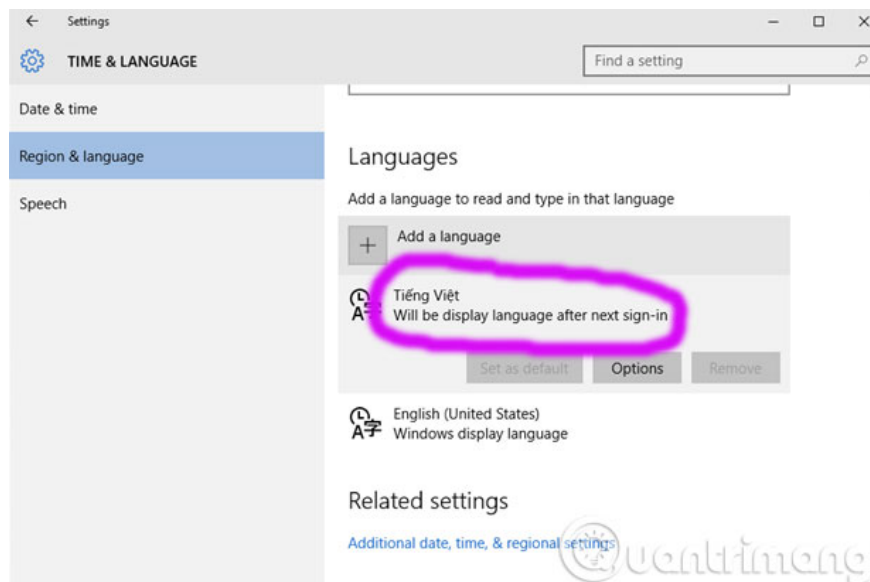 Settings
TIME & LANGUAGE
Find a setting
Date & time
Region & language
Speech
Languages
Add a language to read and type in that language
Add a language
Tiếng Việt
Will be display language after next sign-in
Set as default
Options
Remove
English (United States)
Windows display language
Related settings
Additional date, time, & regional settings
Quantrimang